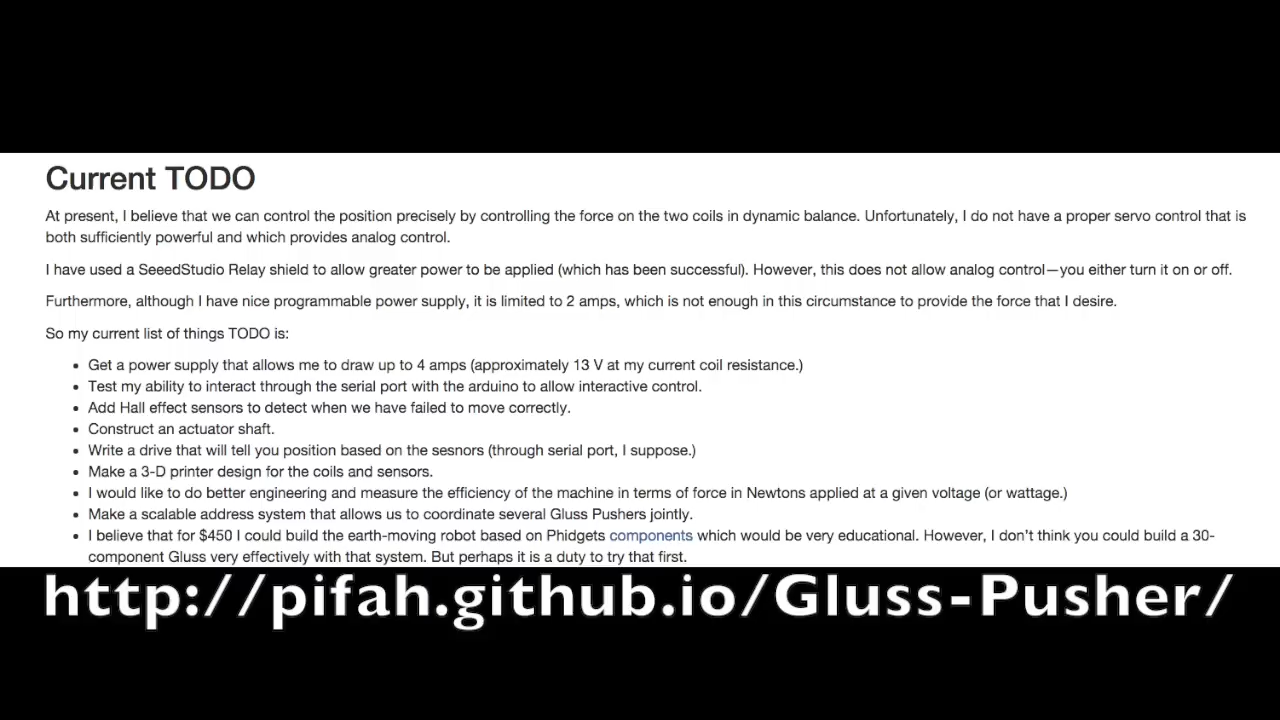 Current TODO
At present, I believe that we can control the position precisely by controlling the force on the two coils in dynamic balance. Unfortunately, I do not have a proper servo control that is
both sufficiently powerful and which provides analog control.
I have used a SeeedStudio Relay shield to allow greater power to be applied (which has been successful). However, this does not allow analog control—you either turn it on or off.
Furthermore, although I have nice programmable power supply, it is limited to 2 amps, which is not enough in this circumstance to provide the force that I desire.
So my current list of things TODO is:
• Get a power supply that allows me to draw up to 4 amps (approximately 13 V at my current coil resistance.)
• Test my ability to interact through the serial port with the arduino to allow interactive control.
• Add Hall effect sensors to detect when we have failed to move correctly.
• Construct an actuator shaft.
• Write a drive that will tell you position based on the sesnors (through serial port, I suppose.)
• Make a 3-D printer design for the coils and sensors.
• I would like to do better engineering and measure the efficiency of the machine in terms of force in Newtons applied at a given voltage (or wattage.)
• Make a scalable address system that allows us to coordinate several Gluss Pushers jointly.
• I believe that for $450 I could build the earth-moving robot based on Phidgets components which would be very educational. However, I don't think you could build a 30-
component Gluss very effectively with that system. But perhaps it is a duty to try that first.
http://pifah.github.io/Gluss-Pusher/